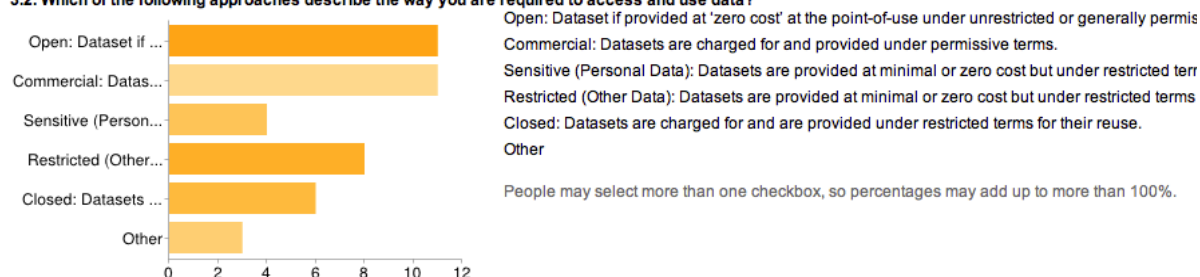 3.2. Which of the following approaches describe the way you are required to access and use data?
Open: Dataset if ...
Commercial: Datas...
Sensitive (Person...
Restricted (Other...
Closed: Datasets ...
Other
0 2 4 6 8 10 12
Open: Dataset if provided at 'zero cost' at the point-of-use under unrestricted or generally
Commercial: Datasets are charged for and provided under permissive terms.
Sensitive (Personal Data): Datasets are provided at minimal or zero cost but under restricted
Restricted (Other Data): Datasets are provided at minimal or zero cost but under restricted terms
Closed: Datasets are charged for and are provided under restricted terms for their reuse.
Other
People may select more than one checkbox, so percentages may add up to more than 100%.